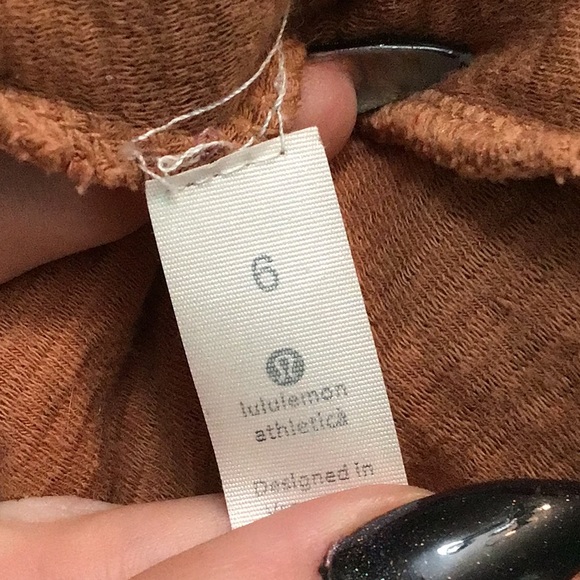 6
lululemon
athletica
Designed in